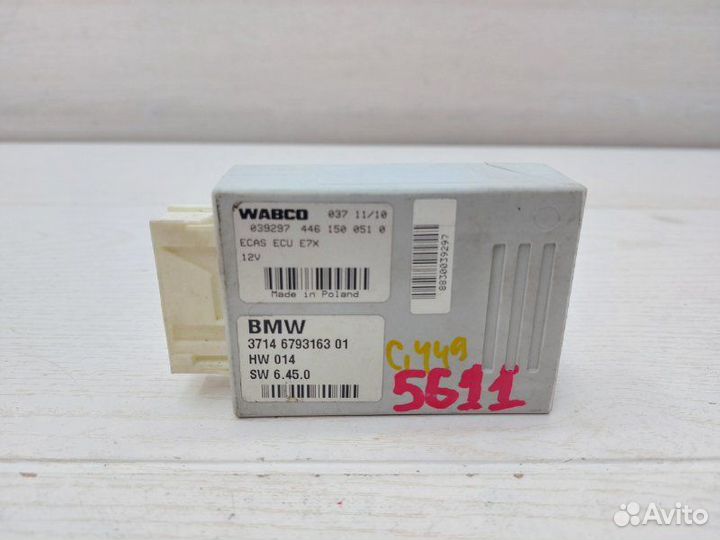 WABCO 037 11/10
039297 446 150 051 0
ECAS ECU E7X
12V
Made in Poland
8830039297
BMW
3714 6793163 01
HW 014
SW 6.45.0
5611
Avito